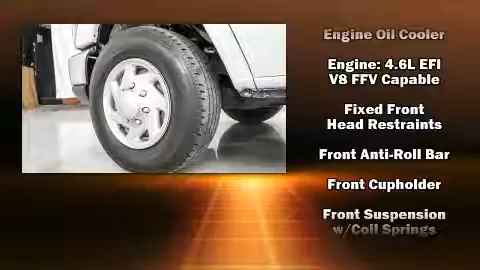 Engine Oil Cooler
Engine: 4.6L EFI
V8 FFV Capable
Fixed Front
Head Restraints
Front Anti-Roll Bar
Front Cupholder
Front Suspension
w/Coil Springs